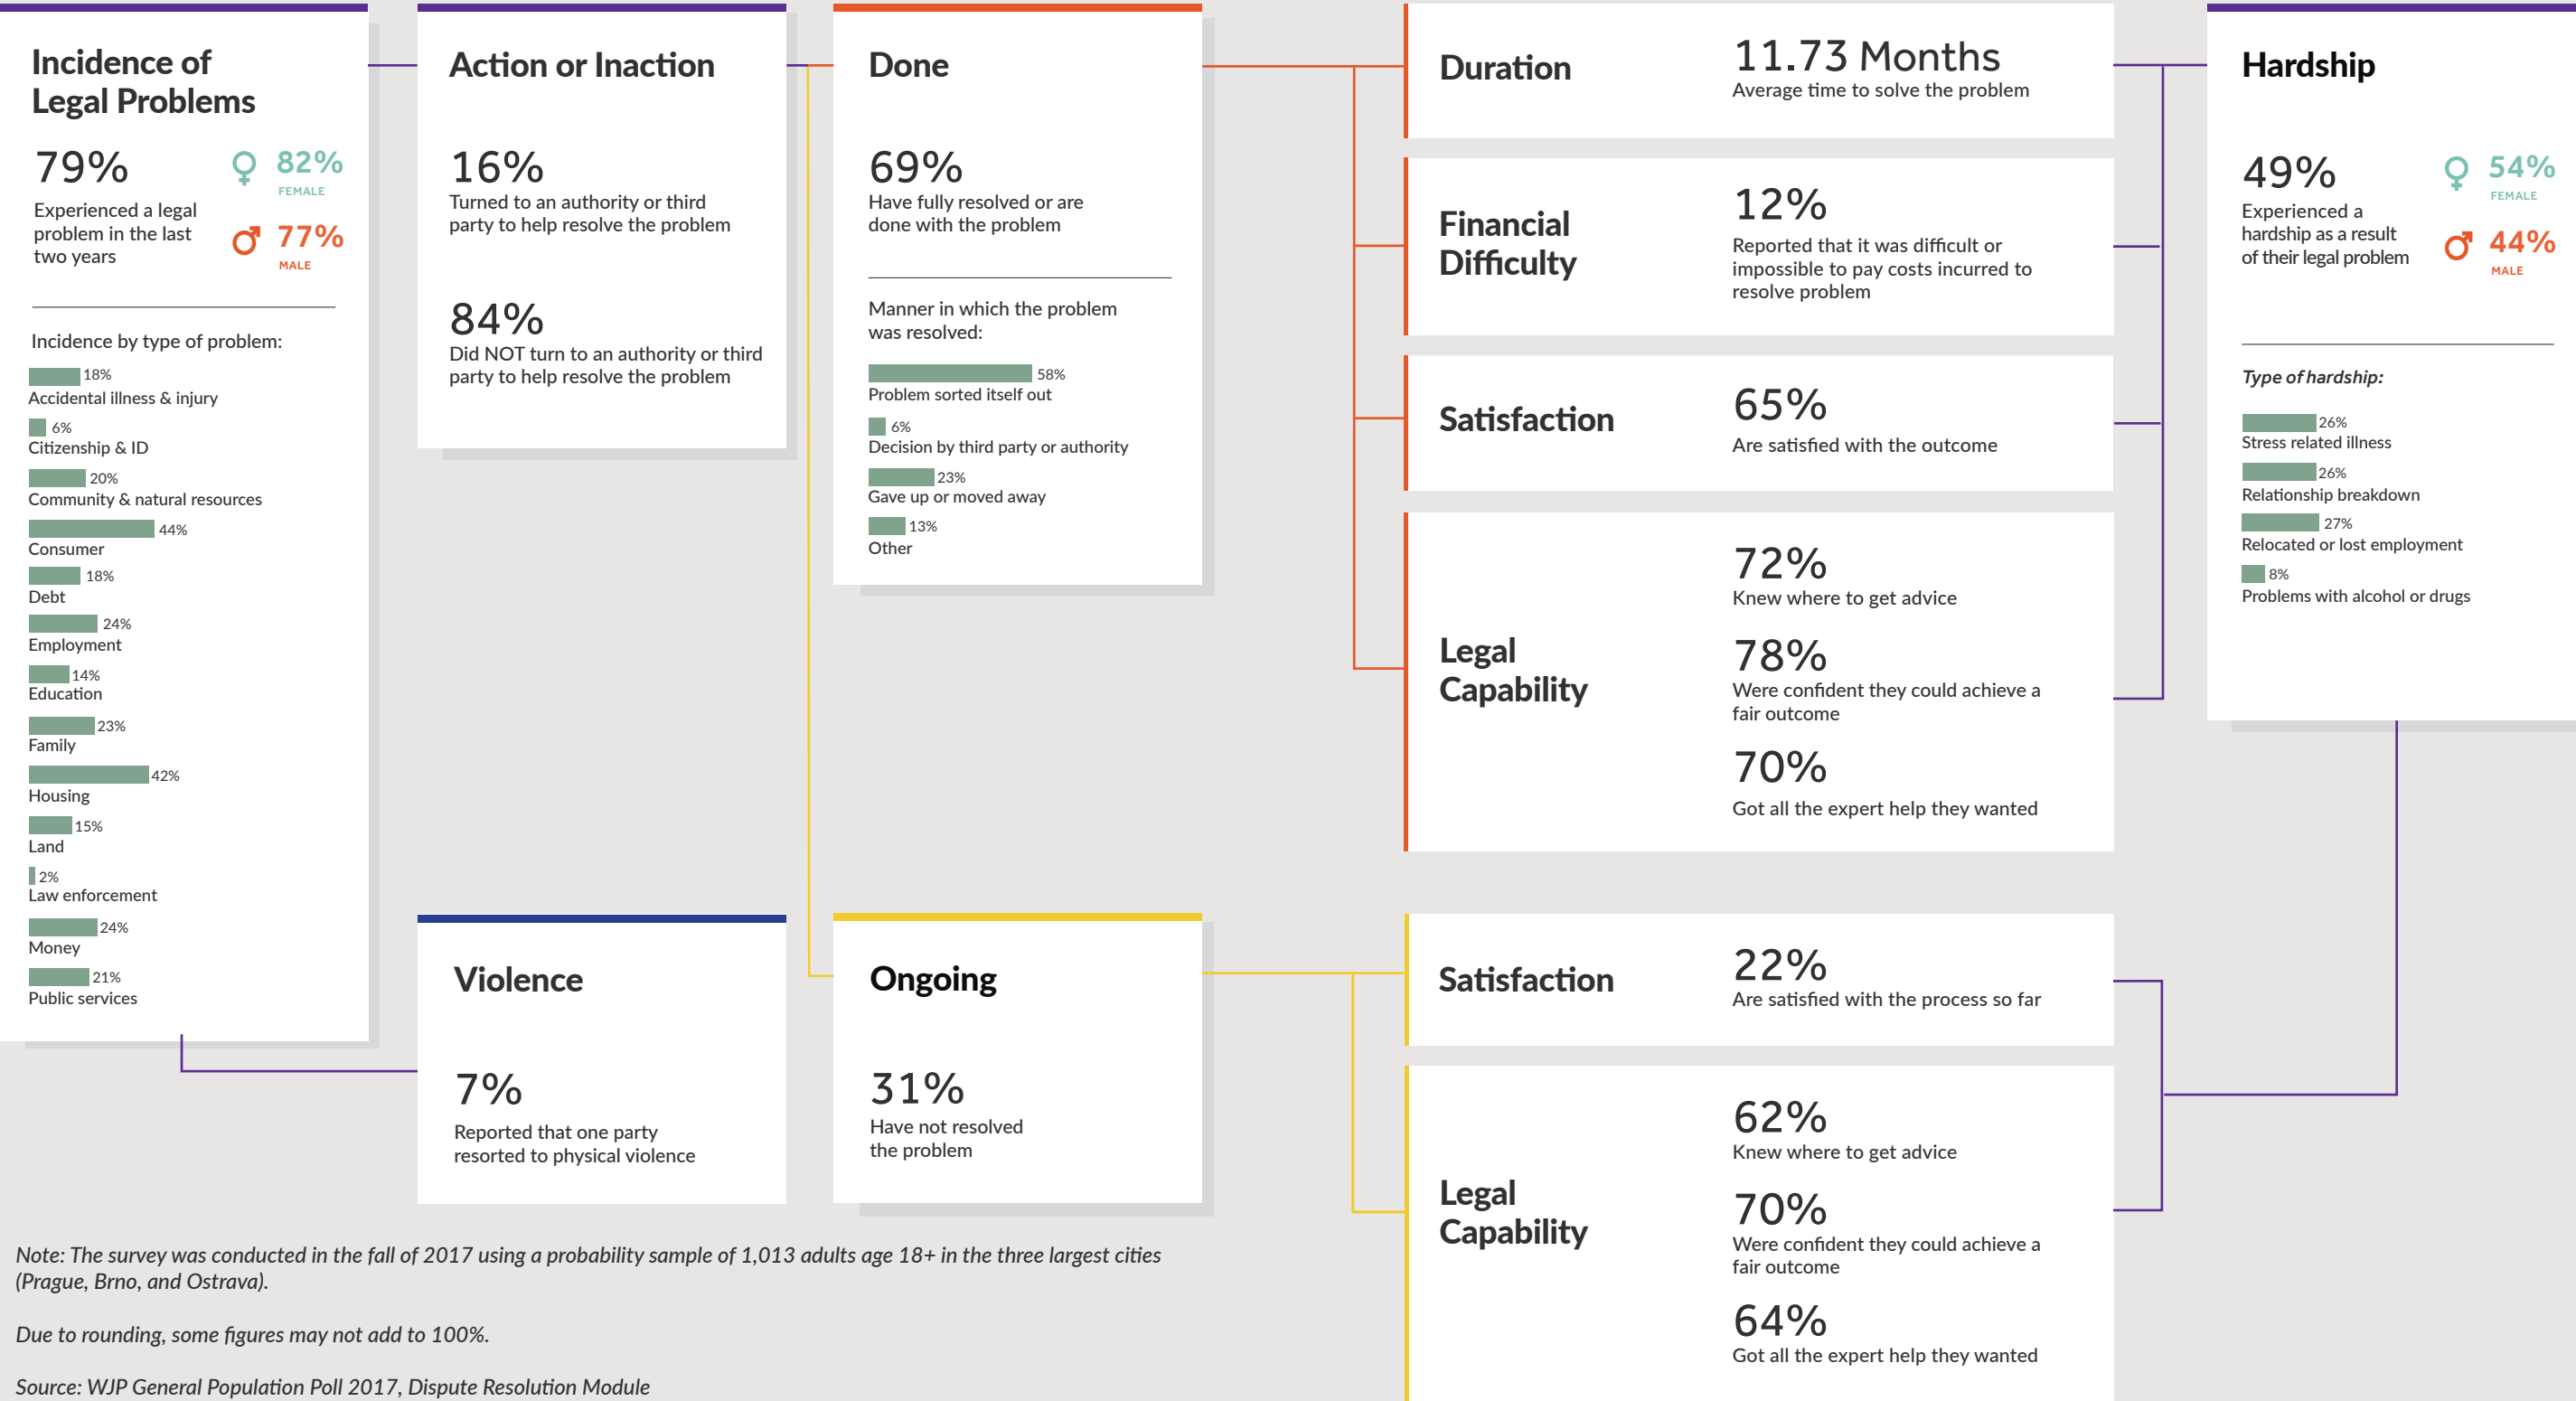 Incidence of
Legal Problems
79%
Experienced a legal
problem in the last
two years
82%
FEMALE
77%
MALE
Incidence by type of problem:
18%
Accidental illness & injury
6%
Citizenship & ID
20%
Community & natural resources
44%
Consumer
18%
Debt
24%
Employment
14%
Education
23%
Family
42%
Housing
15%
Land
2%
Law enforcement
24%
Money
21%
Public services
Action or Inaction
16%
Turned to an authority or third
party to help resolve the problem
84%
Did NOT turn to an authority or third
party to help resolve the problem
Violence
7%
Reported that one party
resorted to physical violence
Done
69%
Have fully resolved or are
done with the problem
Manner in which the problem
was resolved:
58%
Problem sorted itself out
6%
Decision by third party or authority
23%
Gave up or moved away
13%
Other
Ongoing
31%
Have not resolved
the problem
Duration
11.73 Months
Average time to solve the problem
Financial
Difficulty
12%
Reported that it was difficult or
impossible to pay costs incurred to
resolve problem
Satisfaction
65%
Are satisfied with the outcome
Legal
Capability
72%
Knew where to get advice
78%
Were confident they could achieve a
fair outcome
70%
Got all the expert help they wanted
Satisfaction
22%
Are satisfied with the process so far
Legal
Capability
62%
Knew where to get advice
70%
Were confident they could achieve a
fair outcome
64%
Got all the expert help they wanted
Hardship
49%
Experienced a
hardship as a result
of their legal problem
54%
FEMALE
44%
MALE
Type of hardship:
26%
Stress related illness
26%
Relationship breakdown
27%
Relocated or lost employment
8%
Problems with alcohol or drugs
Note: The survey was conducted in the fall of 2017 using a probability sample of 1,013 adults age 18+ in the three largest cities
(Prague, Brno, and Ostrava).
Due to rounding, some figures may not add to 100%.
Source: WJP General Population Poll 2017, Dispute Resolution Module